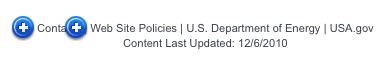 Conta Web Site Policies | U.S. Department of Energy | USA.gov
Content Last Updated: 12/6/2010